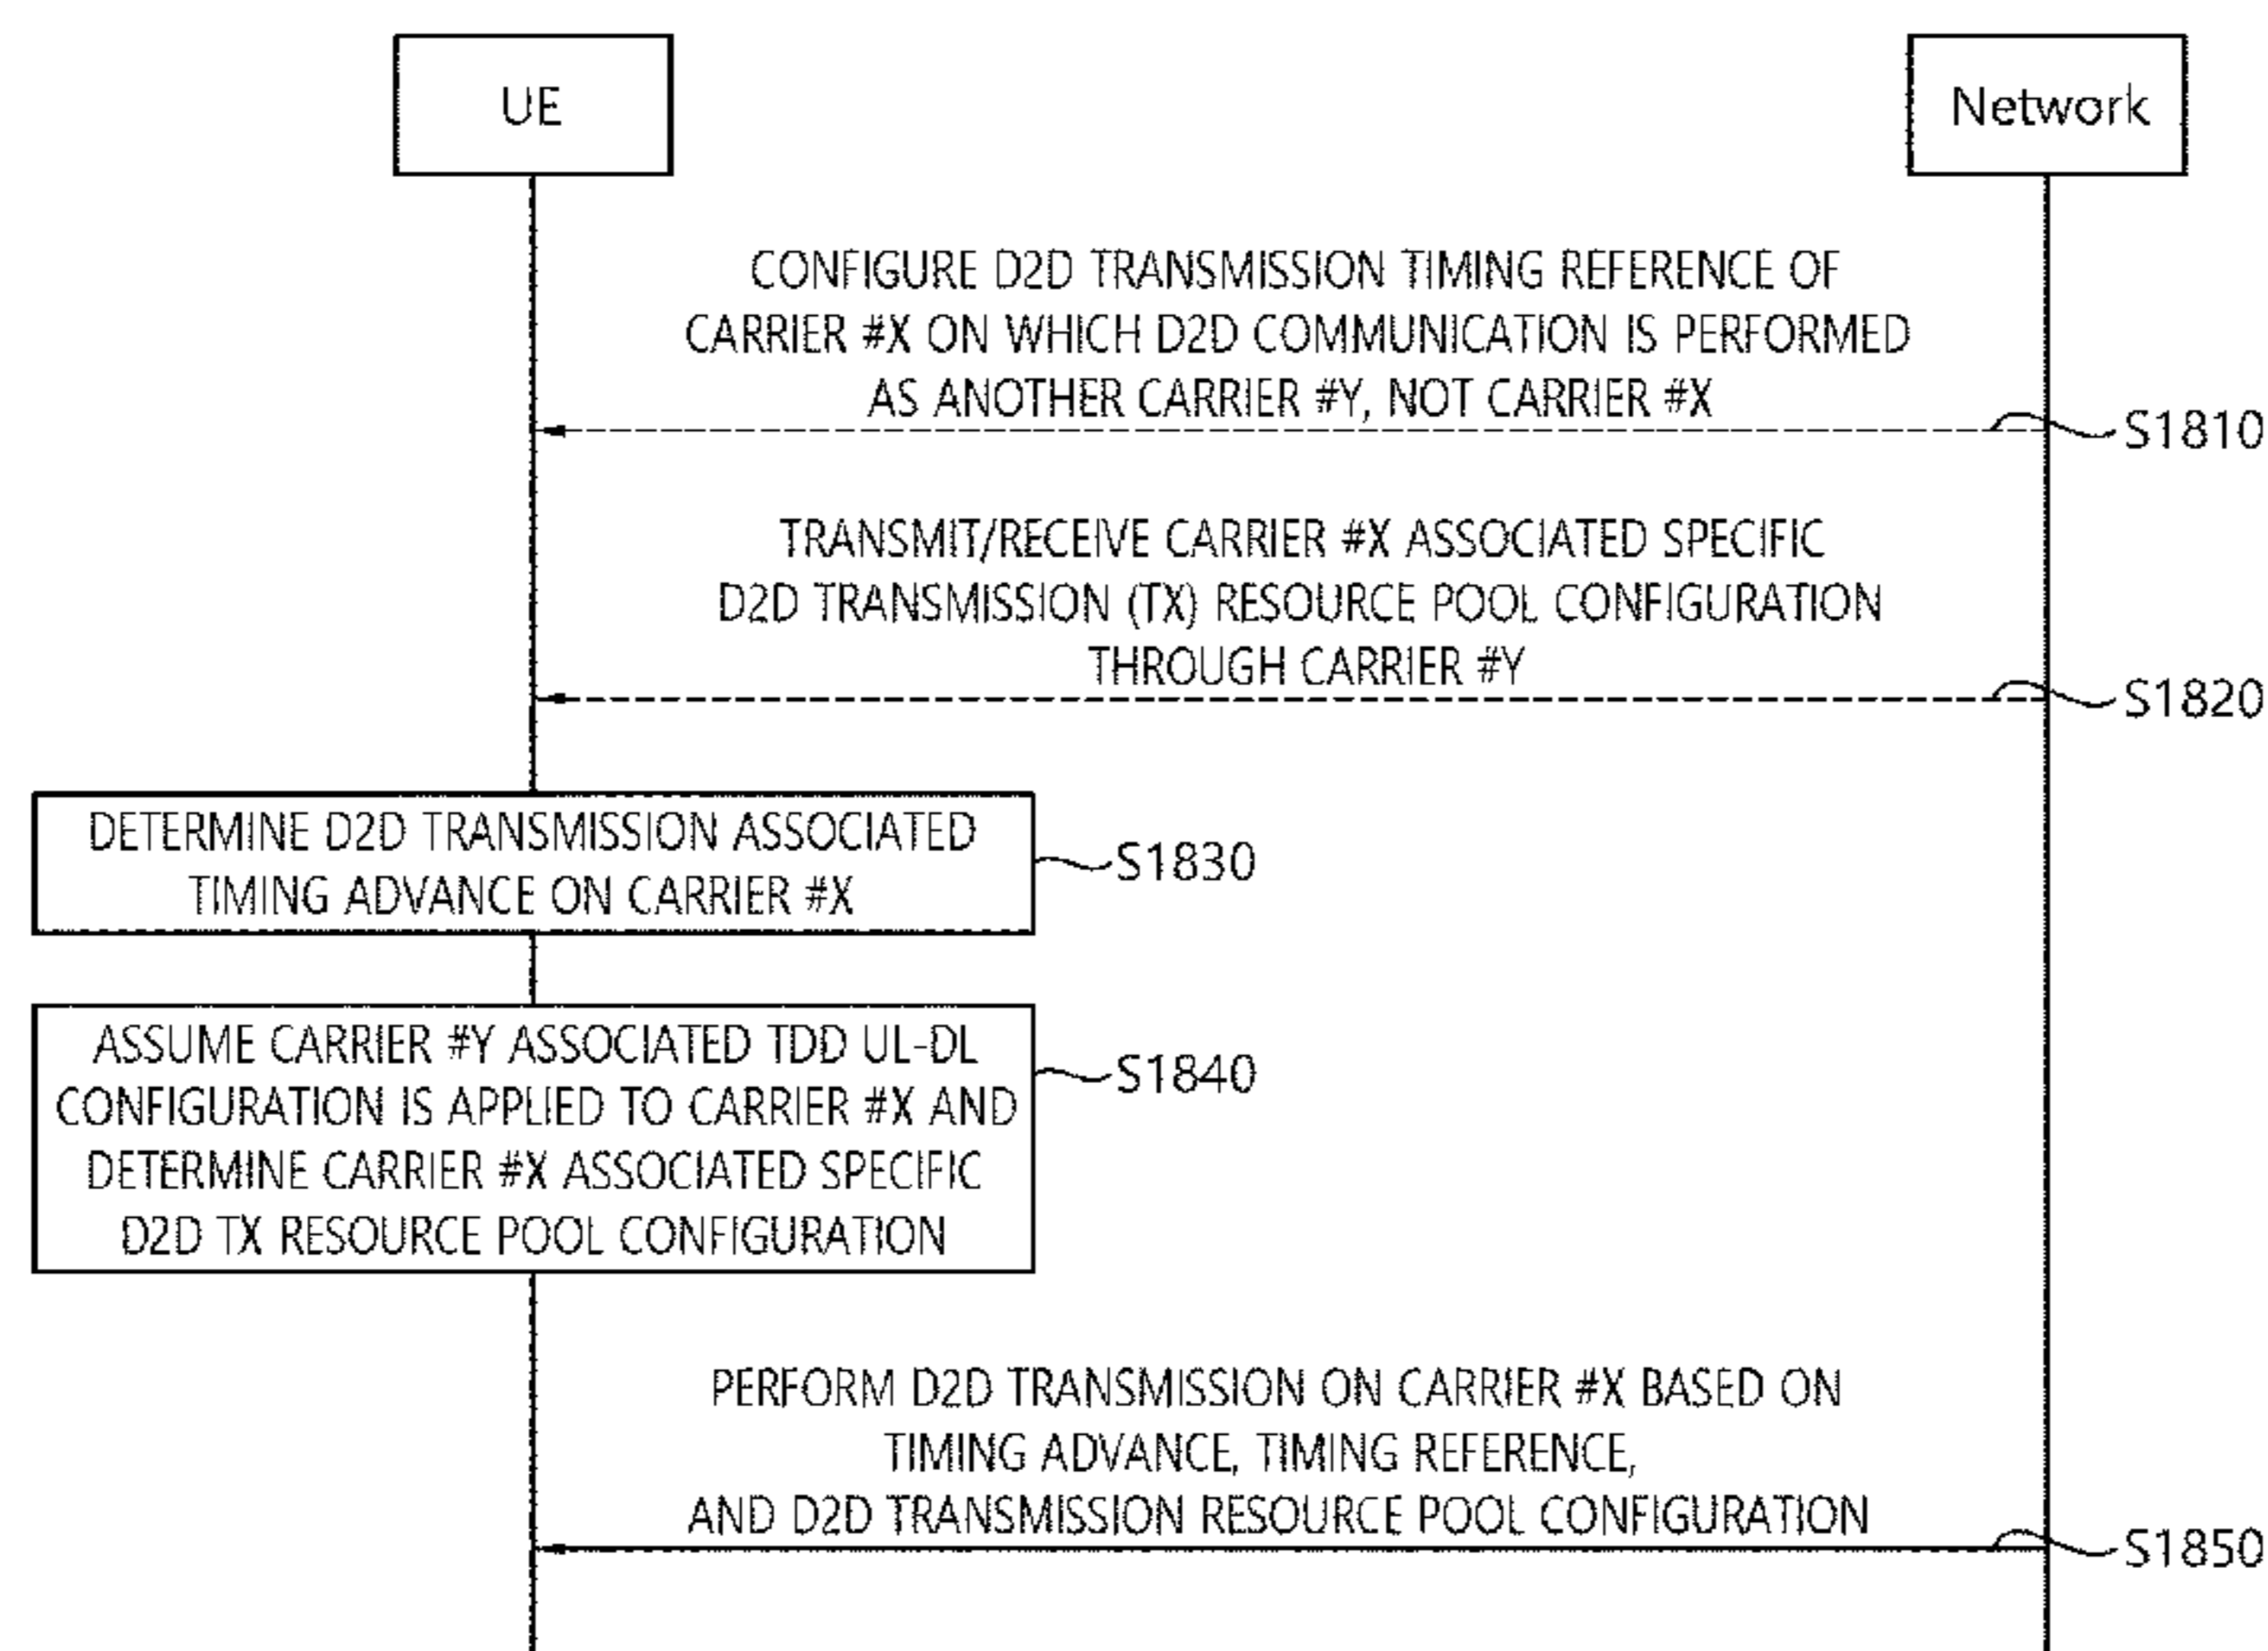 UE
Network
CONFIGURE D2D TRANSMISSION TIMING REFERENCE OF
CARRIER #X ON WHICH D2D COMMUNICATION IS PERFORMED
AS ANOTHER CARRIER #Y, NOT CARRIER #X
S1810
TRANSMIT/RECEIVE CARRIER #X ASSOCIATED SPECIFIC
D2D TRANSMISSION (TX) RESOURCE POOL CONFIGURATION
THROUGH CARRIER #Y
S1820
DETERMINE D2D TRANSMISSION ASSOCIATED
TIMING ADVANCE ON CARRIER #X
S1830
ASSUME CARRIER #Y ASSOCIATED TDD UL-DL
CONFIGURATION IS APPLIED TO CARRIER #X AND
DETERMINE CARRIER #X ASSOCIATED SPECIFIC
D2D TX RESOURCE POOL CONFIGURATION
S1840
PERFORM D2D TRANSMISSION ON CARRIER #X BASED ON
TIMING ADVANCE, TIMING REFERENCE,
AND D2D TRANSMISSION RESOURCE POOL CONFIGURATION
S1850